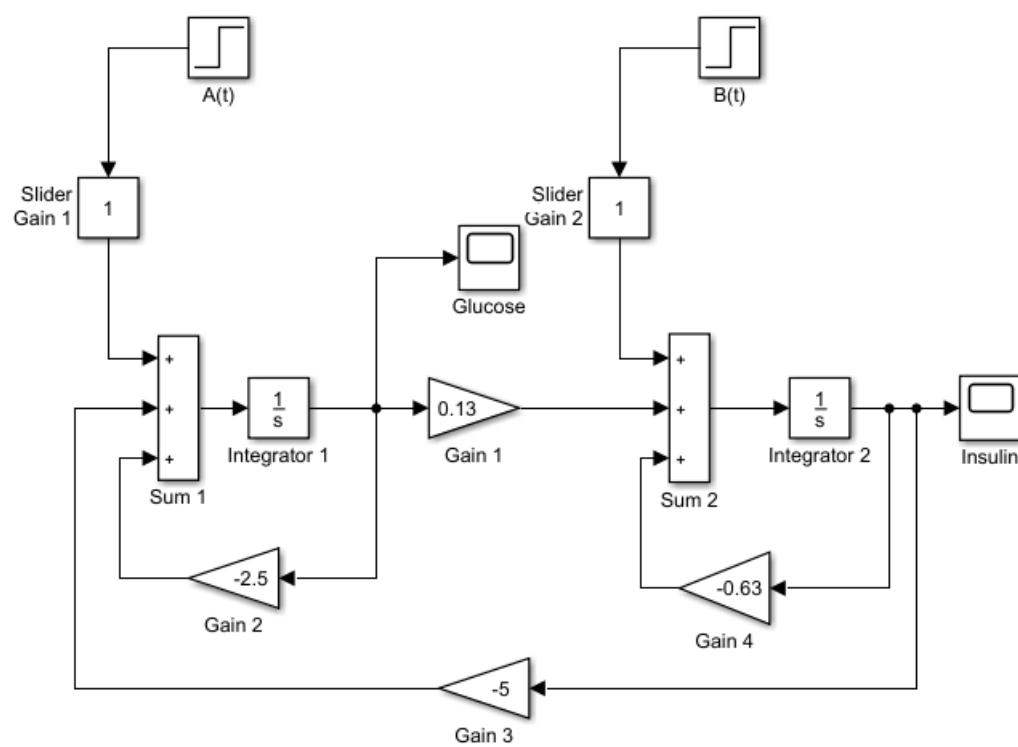 A(t)
B(t)
Slider
Gain 1
1
Slider
Gain 2
1
Glucose
+
+
+
Sum 1
1
s
Integrator 1
0.13
Gain 1
+
+
+
Sum 2
1
s
Integrator 2
Insulin
-2.5
Gain 2
-0.63
Gain 4
-5
Gain 3